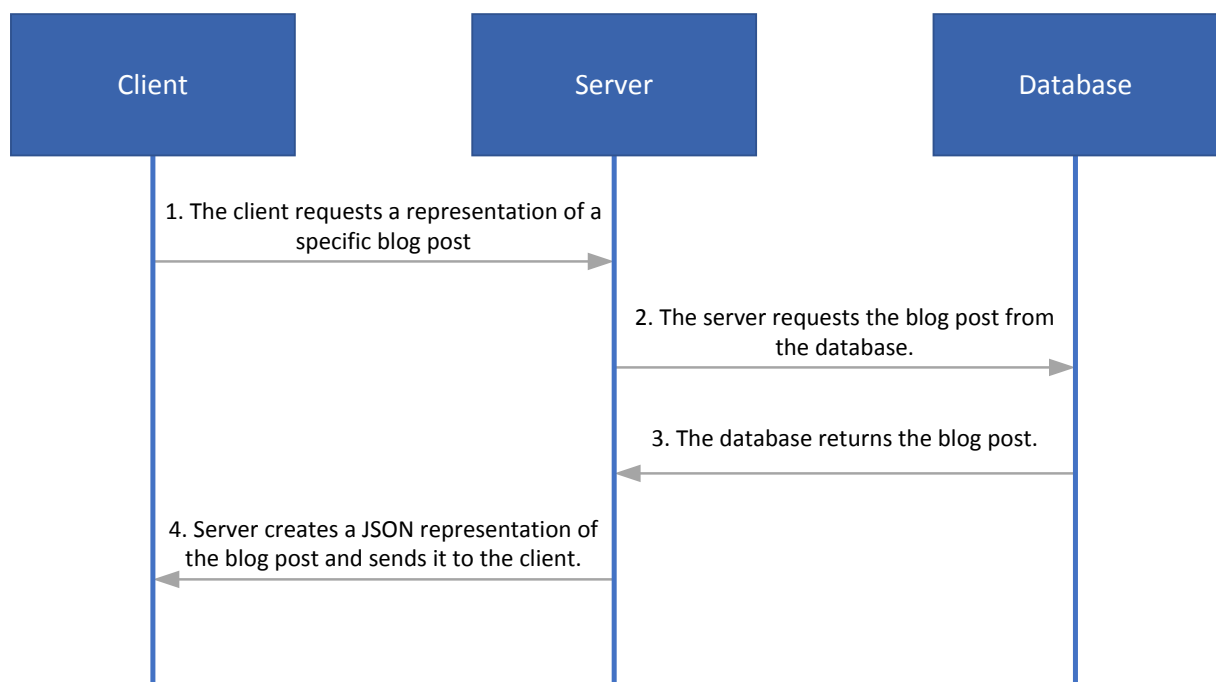 Client
Server
Database
1. The client requests a representation of a
specific blog post
2. The server requests the blog post from
the database.
3. The database returns the blog post.
4. Server creates a JSON representation of
the blog post and sends it to the client.